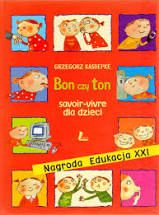 GRZEGORZ KASDEPKE
Bon czy ton
savoir-vivre
dla dzieci
Nagroda Edukacja XXI